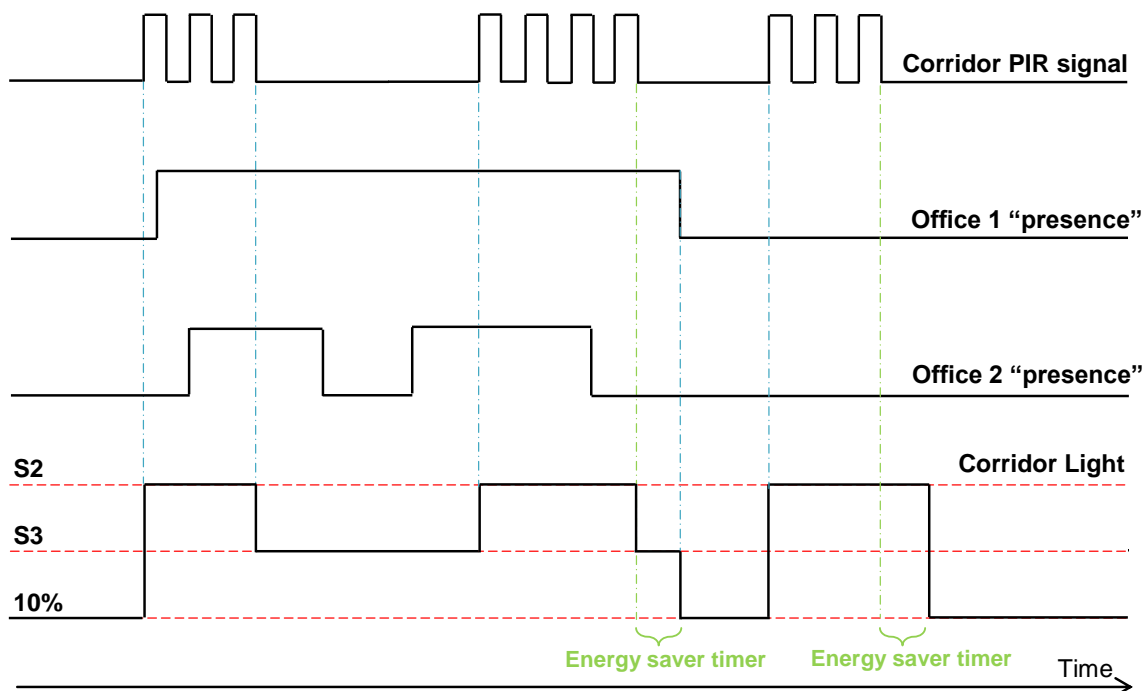 Corridor PIR signal
Office 1 “presence”
Office 2 “presence”
S2
Corridor Light
S3
10%
Energy saver timer
Energy saver timer
Time